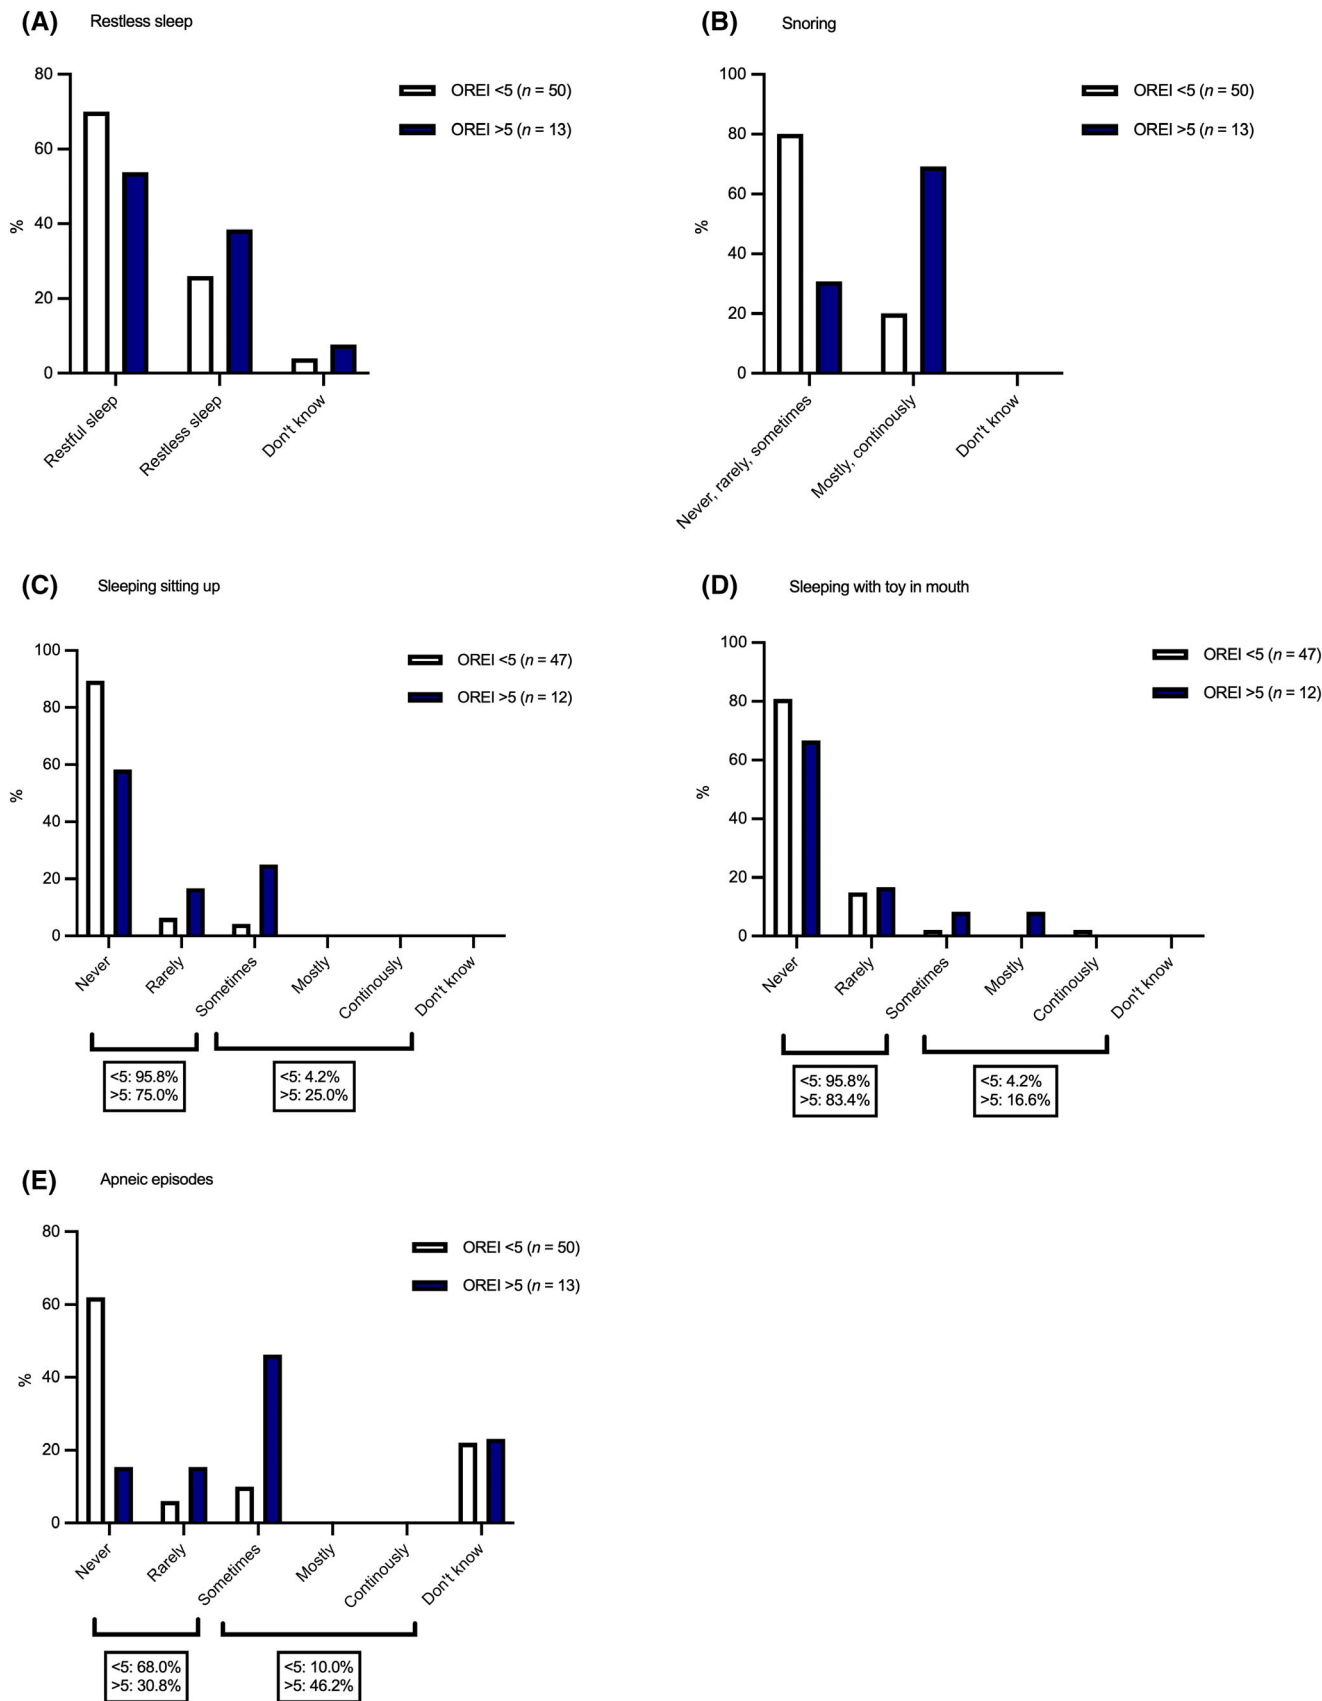 (A) Restless sleep
80
60
40
20
0
%
OREI <5 (n = 50)
OREI >5 (n = 13)
Restful sleep
Restless sleep
Don't know
(B) Snoring
100
80
60
40
20
0
%
OREI <5 (n = 50)
OREI >5 (n = 13)
Never, rarely, sometimes
Mostly, continously
Don't know
(C) Sleeping sitting up
100
80
60
40
20
0
%
OREI <5 (n = 47)
OREI >5 (n = 12)
Never
Rarely
Sometimes
Mostly
Continously
Don't know
<5: 95.8%
>5: 75.0%
<5: 4.2%
>5: 25.0%
(D) Sleeping with toy in mouth
100
80
60
40
20
0
%
OREI <5 (n = 47)
OREI >5 (n = 12)
Never
Rarely
Sometimes
Mostly
Continously
Don't know
<5: 95.8%
>5: 83.4%
<5: 4.2%
>5: 16.6%
(E) Apneic episodes
80
60
40
20
0
%
OREI <5 (n = 50)
OREI >5 (n = 13)
Never
Rarely
Sometimes
Mostly
Continously
Don't know
<5: 68.0%
>5: 30.8%
<5: 10.0%
>5: 46.2%